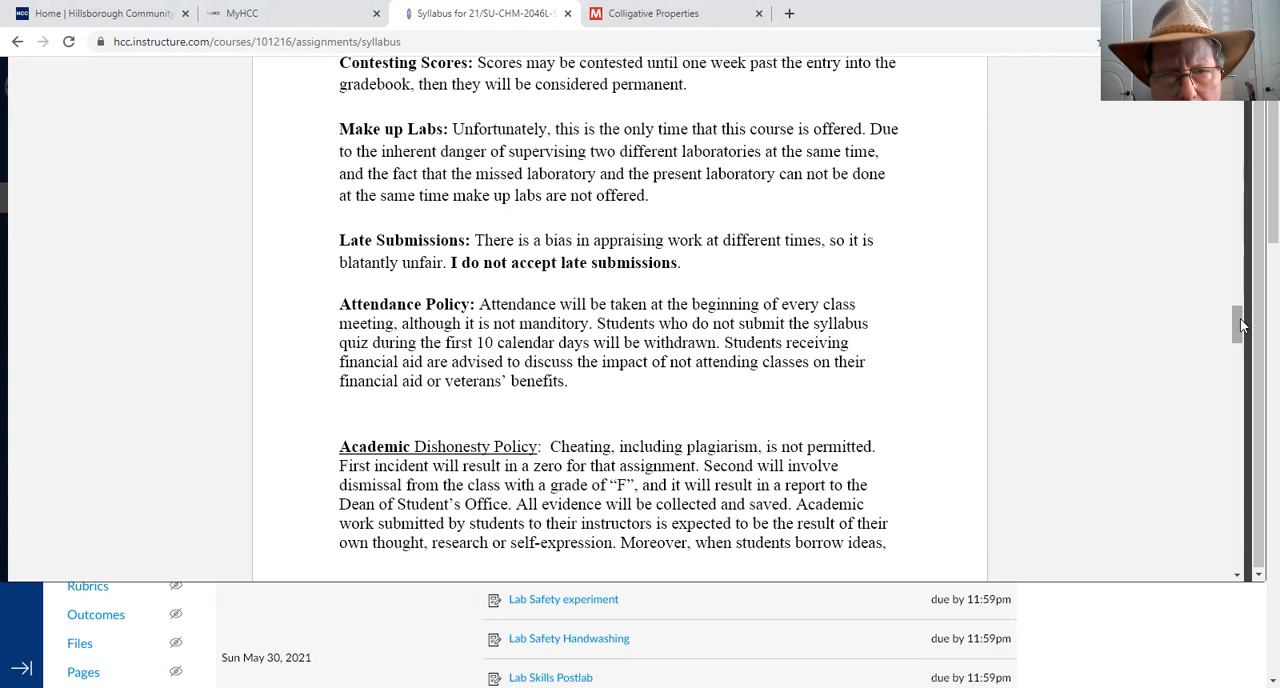 Home | Hillsborough Community
MyHCC
Syllabus for 21/SU-CHM-2046L-
Colligative Properties
hcc.instructure.com/courses/101216/assignments/syllabus
Contesting Scores: Scores may be contested until one week past the entry into the
gradebook, then they will be considered permanent.
Make up Labs: Unfortunately, this is the only time that this course is offered. Due
to the inherent danger of supervising two different laboratories at the same time,
and the fact that the missed laboratory and the present laboratory can not be done
at the same time make up labs are not offered.
Late Submissions: There is a bias in appraising work at different times, so it is
blatantly unfair. I do not accept late submissions.
Attendance Policy: Attendance will be taken at the beginning of every class
meeting, although it is not manditory. Students who do not submit the syllabus
quiz during the first 10 calendar days will be withdrawn. Students receiving
financial aid are advised to discuss the impact of not attending classes on their
financial aid or veterans’ benefits.
Academic Dishonesty Policy: Cheating, including plagiarism, is not permitted.
First incident will result in a zero for that assignment. Second will involve
dismissal from the class with a grade of “F”, and it will result in a report to the
Dean of Student’s Office. All evidence will be collected and saved. Academic
work submitted by students to their instructors is expected to be the result of their
own thought, research or self-expression. Moreover, when students borrow ideas,
Rubrics
Outcomes
Files
Pages
Sun May 30, 2021
Lab Safety experiment due by 11:59pm
Lab Safety Handwashing due by 11:59pm
Lab Skills Postlab due by 11:59pm